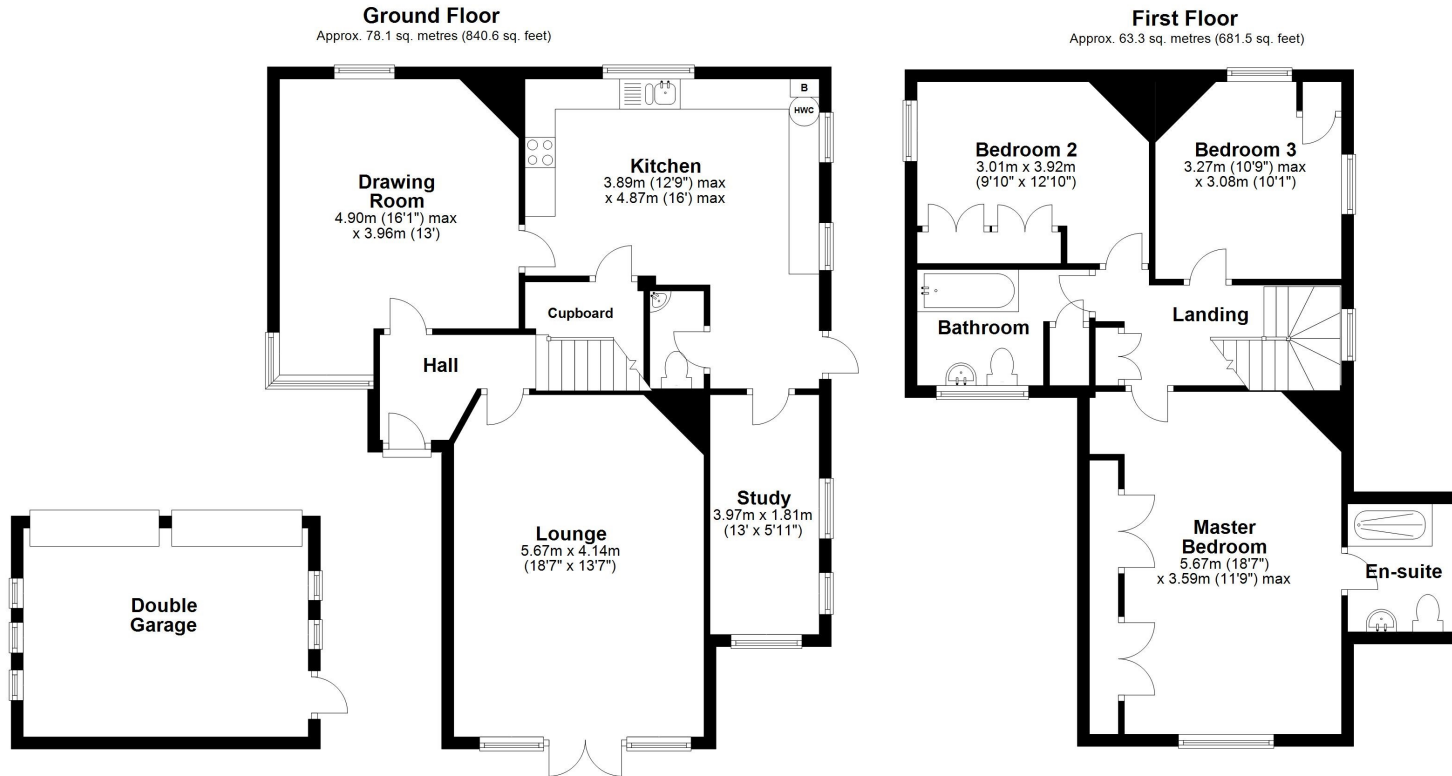 Ground Floor
Approx. 78.1 sq. metres (840.6 sq. feet)
B
HWC
Kitchen
3.89m (12'9") max
x 4.87m (16') max
Drawing
Room
4.90m (16'1") max
x 3.96m (13')
Cupboard
Hall
Study
3.97m x 1.81m
(13' x 5'11")
Lounge
5.67m x 4.14m
(18'7" x 13'7")
Double
Garage
First Floor
Approx. 63.3 sq. metres (681.5 sq. feet)
Bedroom 2
3.01m x 3.92m
(9'10" x 12'10")
Bedroom 3
3.27m (10'9") max
x 3.08m (10'1")
Landing
Bathroom
Master
Bedroom
5.67m (18'7")
x 3.59m (11'9") max
En-suite